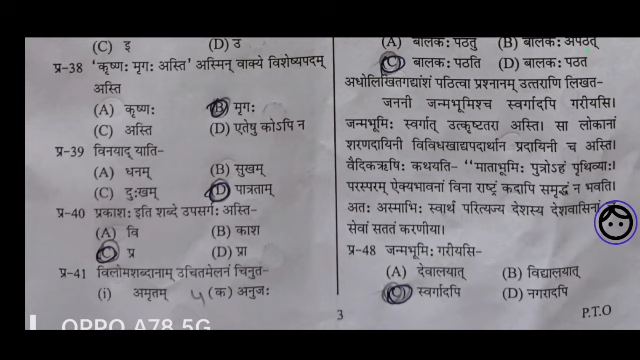 (C) इ (D) उ
प्र-38 'कृष्णः मृगः अस्ति' अस्मिन् वाक्ये विशेष्यपदम्
अस्ति
(A) कृष्णः (B) मृगः
(C) अस्ति (D) एतेषु कोऽपि न
प्र-39 विनयाद् याति-
(A) धनम् (B) सुखम्
(C) दुःखम् (D) पात्रताम्
प्र-40 प्रकाशः इति शब्दे उपसर्गः अस्ति-
(A) वि (B) काश
(C) प्र (D) प्रा
प्र-41 विलोमशब्दानाम् उचितमेलनं चिनुत-
(i) अमृतम् (क) अनुजः
(A) बालकः पठतु (B) बालकः अपठत्
(C) बालकः पठति (D) बालकः पठत
अधोलिखितगद्यांशं पठित्वा प्रश्नानाम् उत्तराणि लिखत-
जननी जन्मभूमिश्च स्वर्गादपि गरीयसि।
जन्मभूमिः स्वर्गात् उत्कृष्टतरा अस्ति। सा लोकानां
शरणदायिनी विविधखाद्यपदार्थान प्रदायिनी च अस्ति।
वैदिकऋषिः कथयति- "माताभूमिः पुत्रोऽहं पृथिव्याः।
परस्परम् ऐक्यभावनां विना राष्ट्रं कदापि समृद्धं न भवति।
अतः अस्माभिः स्वार्थं परित्यज्य देशस्य देशवासिनां
सेवां सततं करणीया।
प्र-48 जन्मभूमिः गरीयसि-
(A) देवालयात् (B) विद्यालयात्
(C) स्वर्गादपि (D) नगरादपि
3
P.T.O
OPPO A78 5G